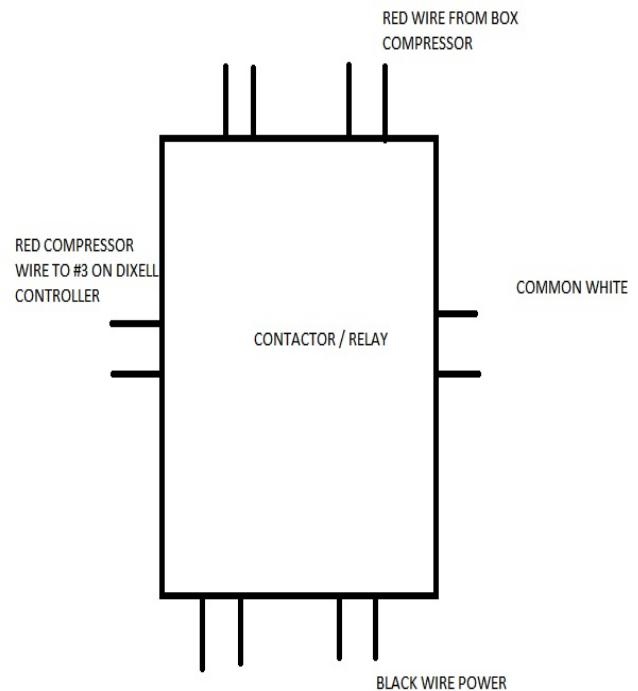 RED WIRE FROM BOX
COMPRESSOR
RED COMPRESSOR
WIRE TO #3 ON DIXELL
CONTROLLER
COMMON WHITE
CONTACTOR / RELAY
BLACK WIRE POWER